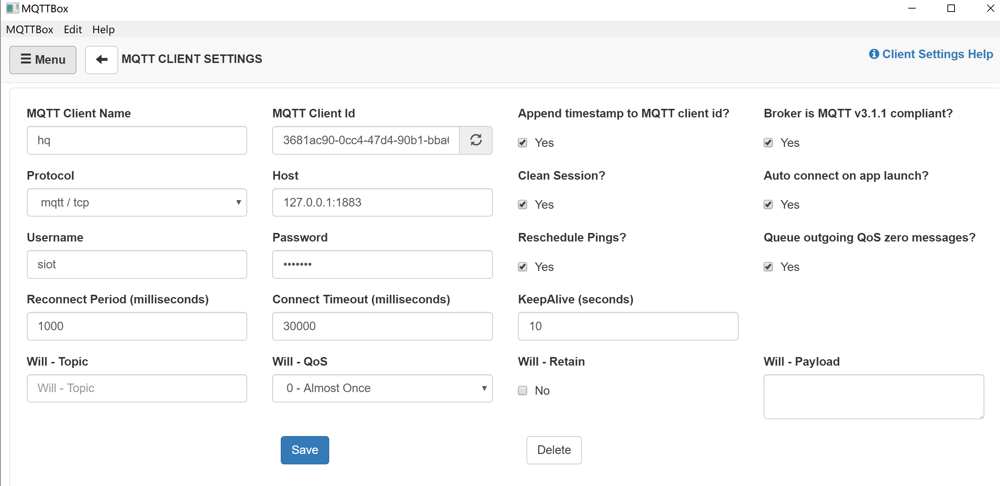 MQTTBox
MQTTBox Edit Help
Menu MQTT CLIENT SETTINGS Client Settings Help
MQTT Client Name MQTT Client Id Append timestamp to MQTT client id? Broker is MQTT v3.1.1 compliant?
hq 3681ac90-0cc4-47d4-90b1-bba Yes Yes
Protocol Host Clean Session? Auto connect on app launch?
mqtt / tcp 127.0.0.1:1883 Yes Yes
Username Password Reschedule Pings? Queue outgoing QoS zero messages?
siot ••••••• Yes Yes
Reconnect Period (milliseconds) Connect Timeout (milliseconds) KeepAlive (seconds)
1000 30000 10
Will - Topic Will - QoS Will - Retain Will - Payload
Will - Topic 0 - Almost Once No
Save Delete